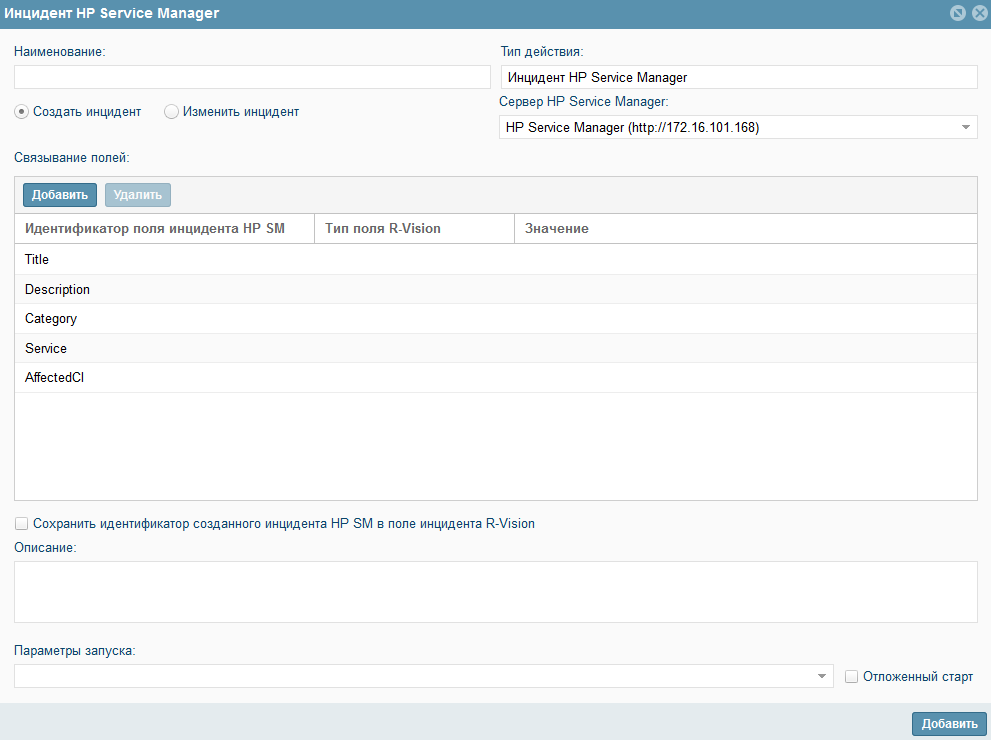 Инцидент HP Service Manager
Наименование:
Тип действия:
Инцидент HP Service Manager
Создать инцидент
Изменить инцидент
Сервер HP Service Manager:
HP Service Manager (http://172.16.101.168)
Связывание полей:
Добавить
Удалить
Идентификатор поля инцидента HP SM
Тип поля R-Vision
Значение
Title
Description
Category
Service
AffectedCI
Сохранить идентификатор созданного инцидента HP SM в поле инцидента R-Vision
Описание:
Параметры запуска:
Отложенный старт
Добавить